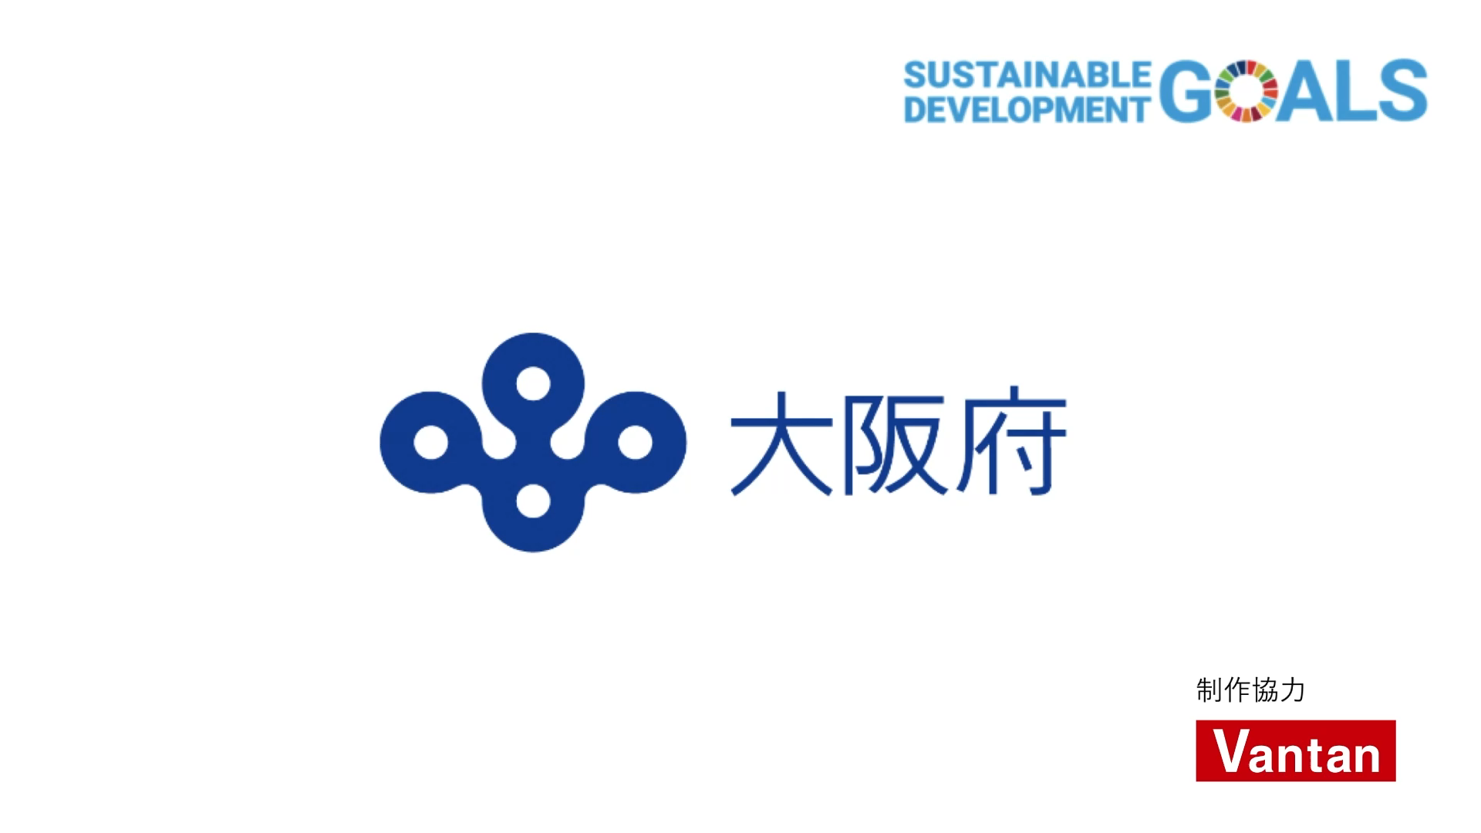 SUSTAINABLE
DEVELOPMENT
GOALS
大阪府
制作協力
Vantan